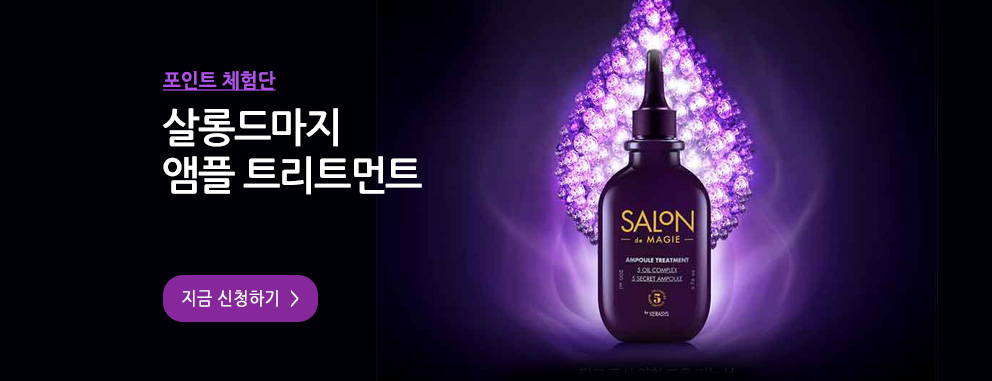 포인트 체험단
살롱드마지
앰플 트리트먼트
지금 신청하기 >
SALON
de MAGIE
AMPOULE TREATMENT
5 OIL COMPLEX
5 SECRET AMPOULE
5
by KERASYS